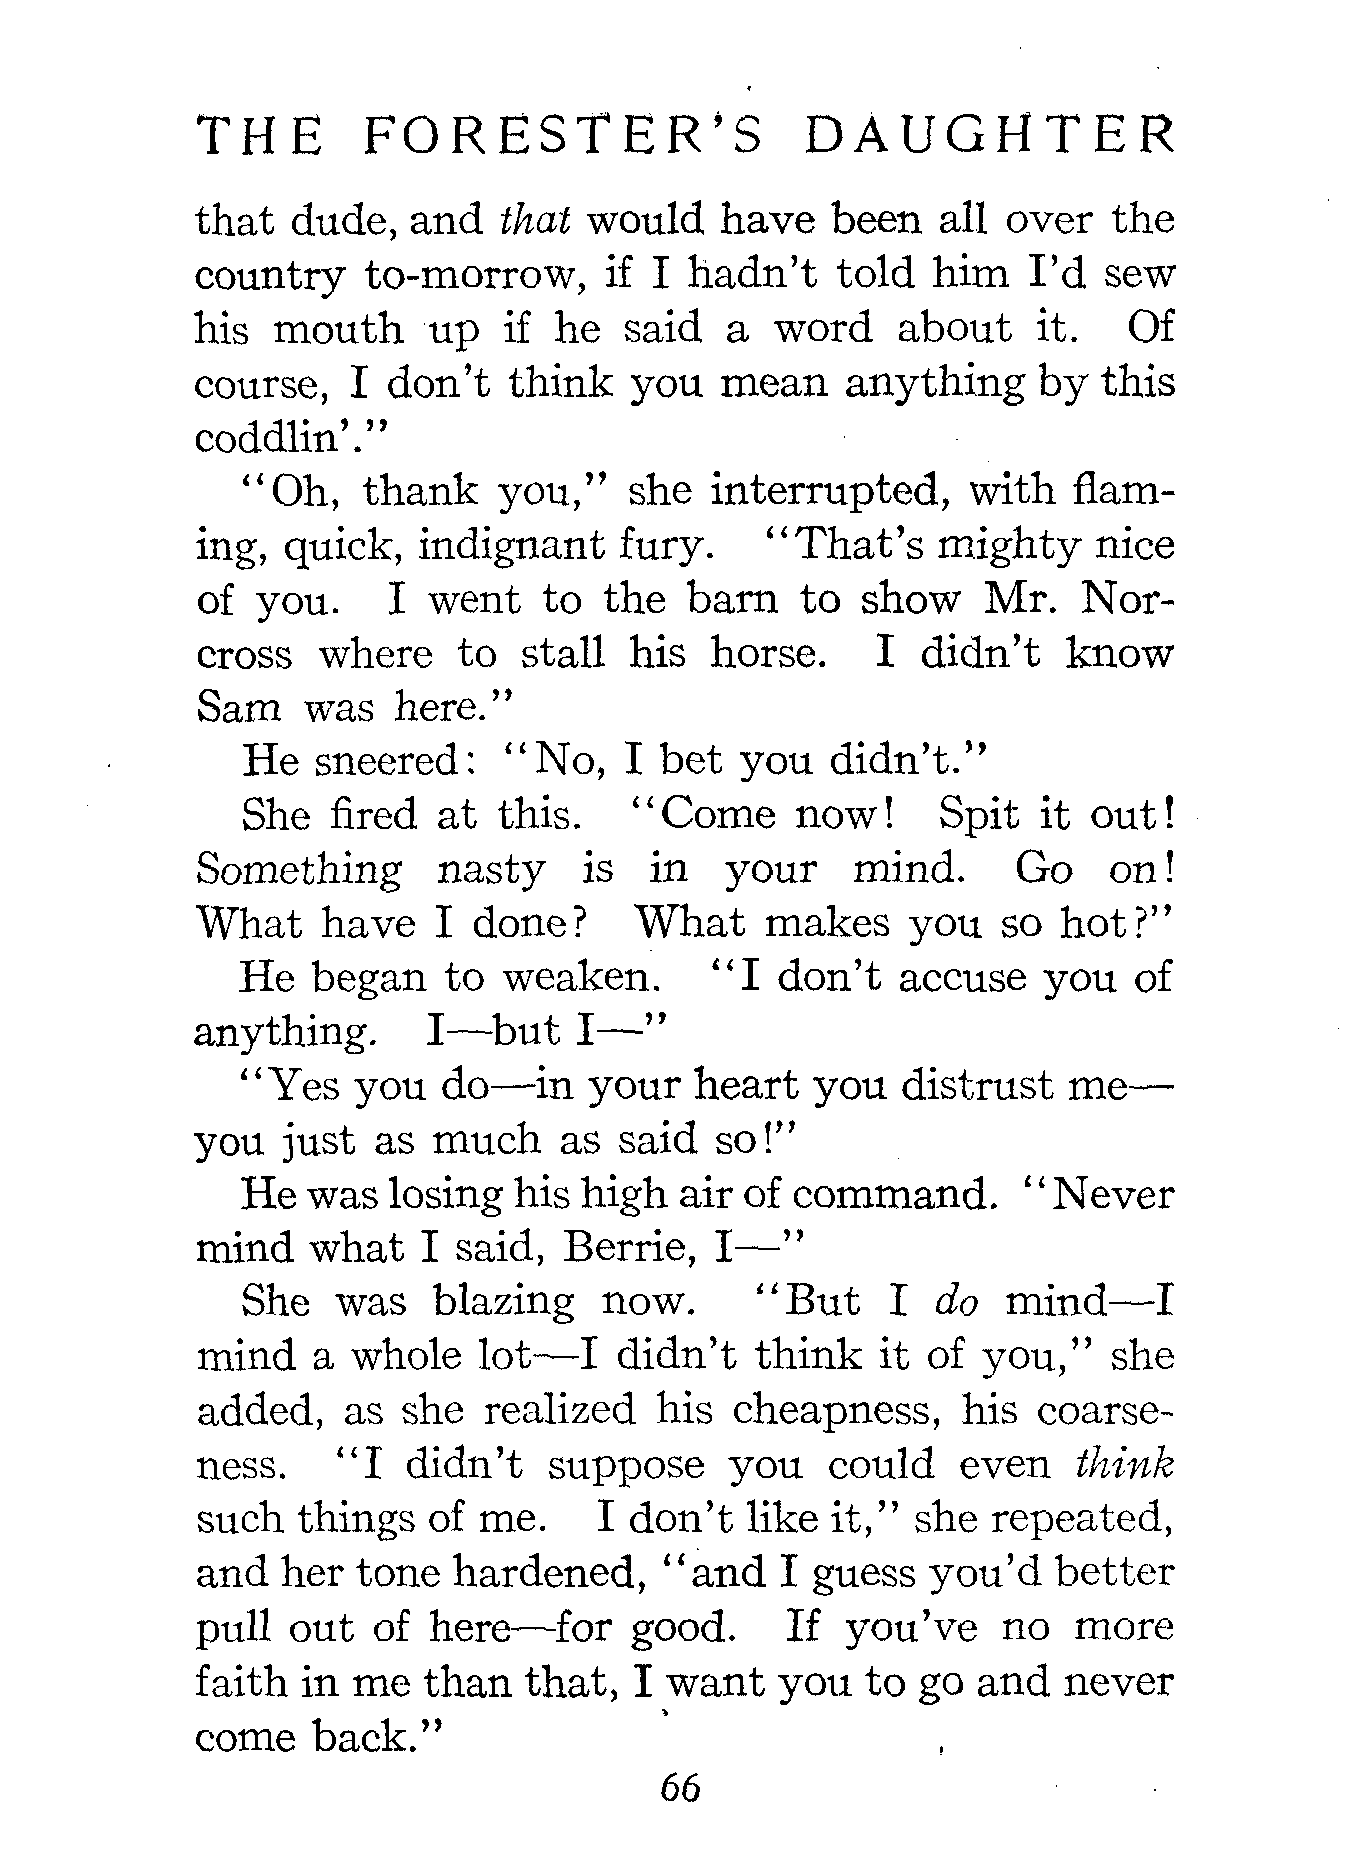 THE FORESTER'S DAUGHTER
that dude, and that would have been all over the
country to-morrow, if I hadn't told him I'd sew
his mouth up if he said a word about it. Of
course, I don't think you mean anything by this
coddlin'."
"Oh, thank you," she interrupted, with flam-
ing, quick, indignant fury. "That's mighty nice
of you. I went to the barn to show Mr. Nor-
cross where to stall his horse. I didn't know
Sam was here."
He sneered: "No, I bet you didn't."
She fired at this. "Come now! Spit it out!
Something nasty is in your mind. Go on!
What have I done? What makes you so hot?"
He began to weaken. "I don't accuse you of
anything. I—but I—"
"Yes you do—in your heart you distrust me—
you just as much as said so!"
He was losing his high air of command. "Never
mind what I said, Berrie, I—"
She was blazing now. "But I do mind—I
mind a whole lot—I didn't think it of you," she
added, as she realized his cheapness, his coarse-
ness. "I didn't suppose you could even think
such things of me. I don't like it," she repeated,
and her tone hardened, "and I guess you'd better
pull out of here—for good. If you've no more
faith in me than that, I want you to go and never
come back."
66